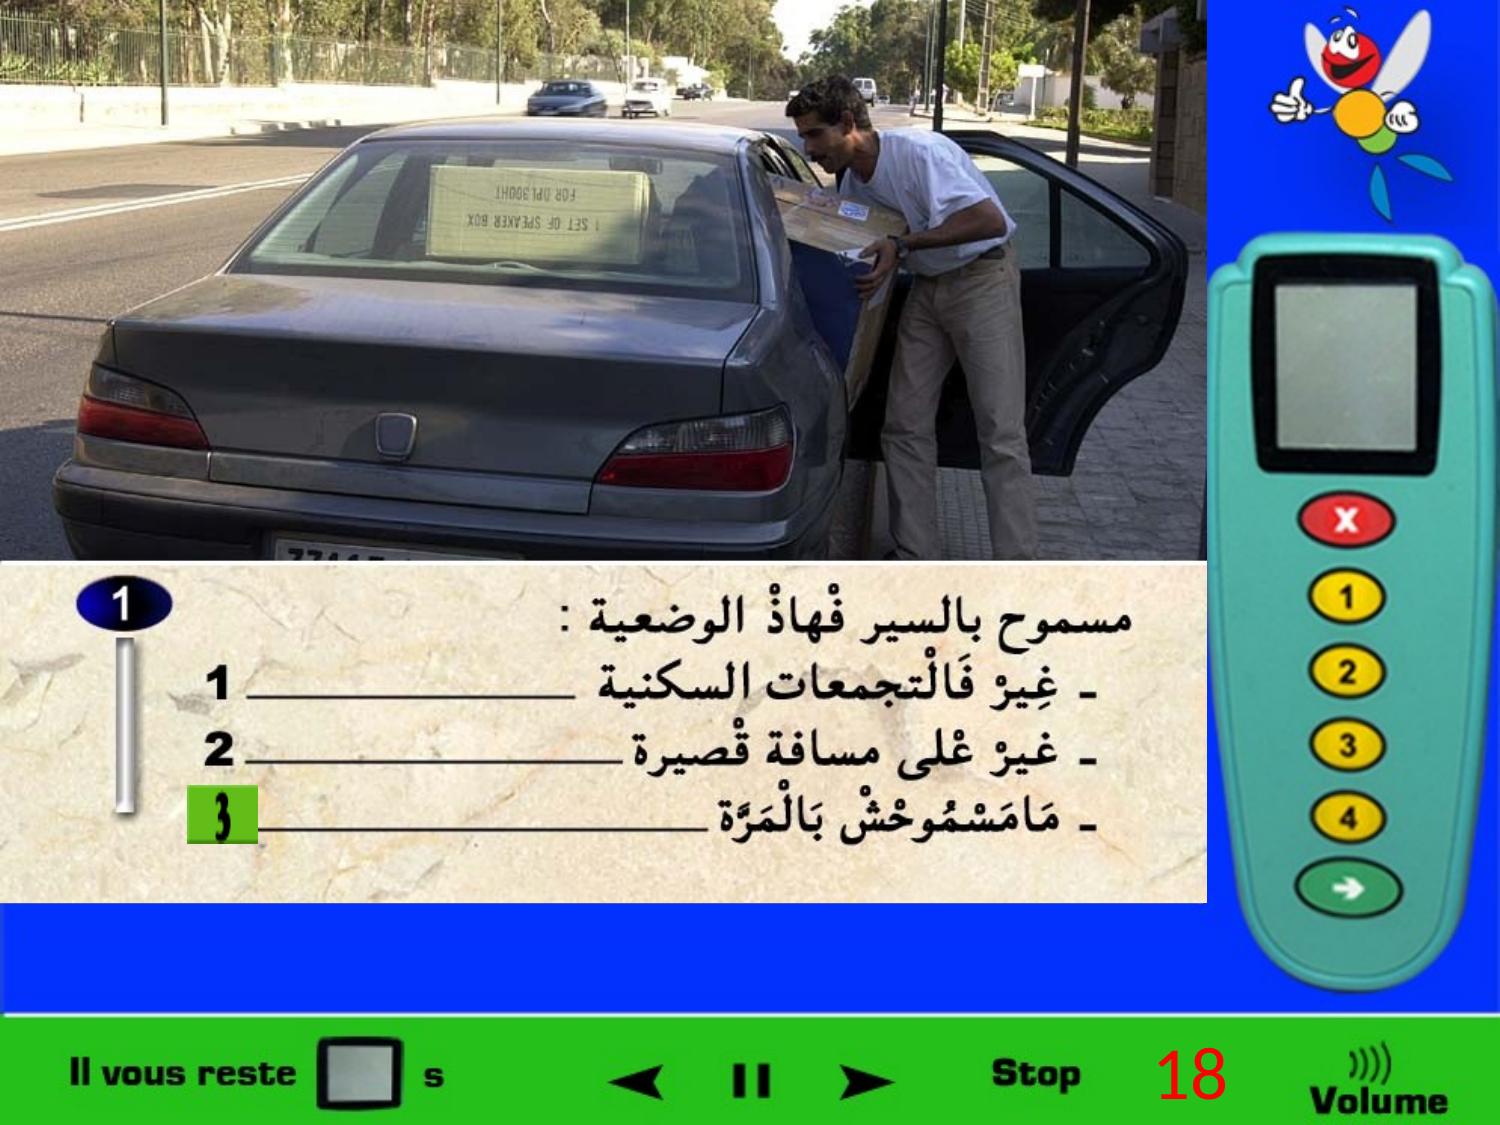 FOR DPL300HT
1 SET OF SPEAKER BOX
1
مسموح بالسير فْهاذْ الوضعية :
ـ غِيرْ فَالْتجمعات السكنية 1
ـ غيرْ عْلى مسافة قْصيرة 2
ـ مَامَسْمُوحْشْ بَالْمَرَّة 3
X
1
2
3
4
Il vous reste s
Stop
18
Volume